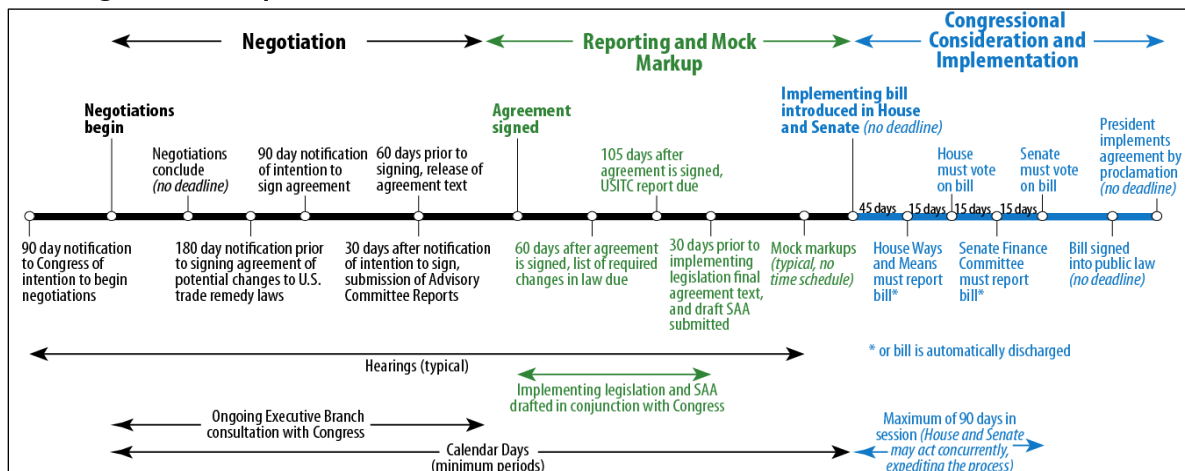 Negotiation
Reporting and Mock
Markup
Congressional
Consideration and
Implementation
Negotiations
begin
Negotiations
conclude
(no deadline)
90 day notification
of intention to
sign agreement
60 days prior to
signing, release of
agreement text
Agreement
signed
105 days after
agreement is signed,
USITC report due
Implementing bill
introduced in House
and Senate (no deadline)
House
must vote
on bill
Senate
must vote
on bill
President
implements
agreement by
proclamation
(no deadline)
45 days
15 days
15 days
15 days
90 day notification
to Congress of
intention to begin
negotiations
180 day notification prior
to signing agreement of
potential changes to U.S.
trade remedy laws
30 days after notification
of intention to sign,
submission of Advisory
Committee Reports
60 days after agreement
is signed, list of required
changes in law due
30 days prior to
implementing
legislation final
agreement text,
and draft SAA
submitted
Mock markups
(typical, no
time schedule)
House Ways
and Means
must report
bill*
Senate Finance
Committee
must report
bill*
Bill signed
into public law
(no deadline)
* or bill is automatically discharged
Hearings (typical)
Implementing legislation and SAA
drafted in conjunction with Congress
Ongoing Executive Branch
consultation with Congress
Calendar Days
(minimum periods)
Maximum of 90 days in
session (House and Senate
may act concurrently,
expediting the process)